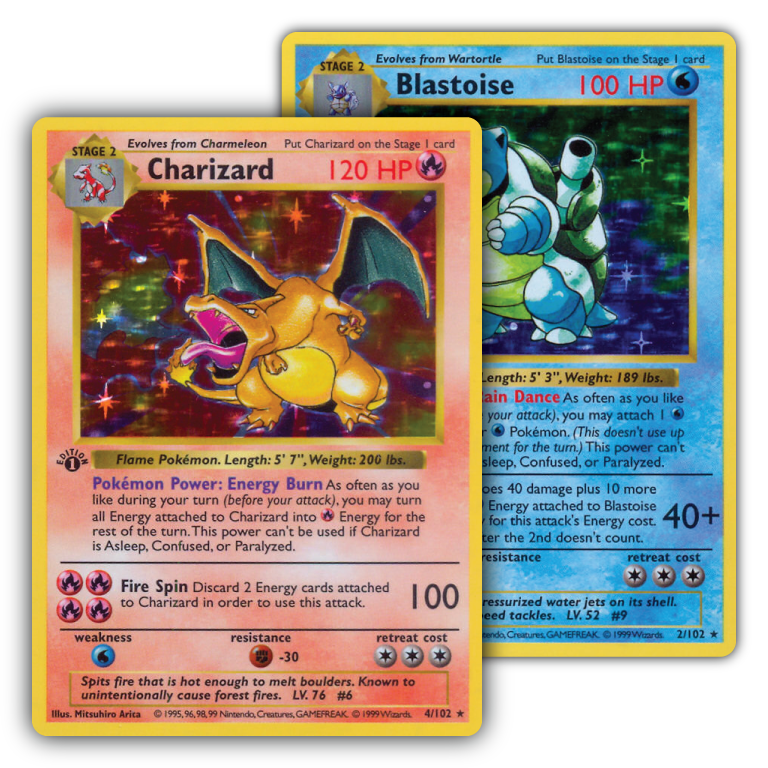 Evolves from Charmeleon Put Charizard on the Stage 1 card
STAGE 2
Charizard 120 HP
EDITION 1
Flame Pokémon. Length: 5' 7", Weight: 200 lbs.
Pokémon Power: Energy Burn As often as you
like during your turn (before your attack), you may turn
all Energy attached to Charizard into Energy for the
rest of the turn. This power can't be used if Charizard
is Asleep, Confused, or Paralyzed.
Fire Spin Discard 2 Energy cards attached
to Charizard in order to use this attack. 100
weakness resistance retreat cost
-30
Spits fire that is hot enough to melt boulders. Known to
unintentionally cause forest fires. LV. 76 #6
Illus. Mitsuhiro Arita © 1995, 96, 98, 99 Nintendo, Creatures, GAMEFREAK. © 1999 Wizards. 4/102 ★
Evolves from Wartortle Put Blastoise on the Stage 1 card
STAGE 2
Blastoise 100 HP
Length: 5' 3", Weight: 189 lbs.
ain Dance As often as you like
your attack), you may attach 1
Pokémon. (This doesn't use up
ment for the turn.) This power can't
sleep, Confused, or Paralyzed.
oes 40 damage plus 10 more
Energy attached to Blastoise
for this attack's Energy cost. 40+
ter the 2nd doesn't count.
resistance retreat cost
ressurized water jets on its shell.
eed tackles. LV. 52 #9
tendo, Creatures, GAMEFREAK. © 1999 Wizards. 2/102 ★